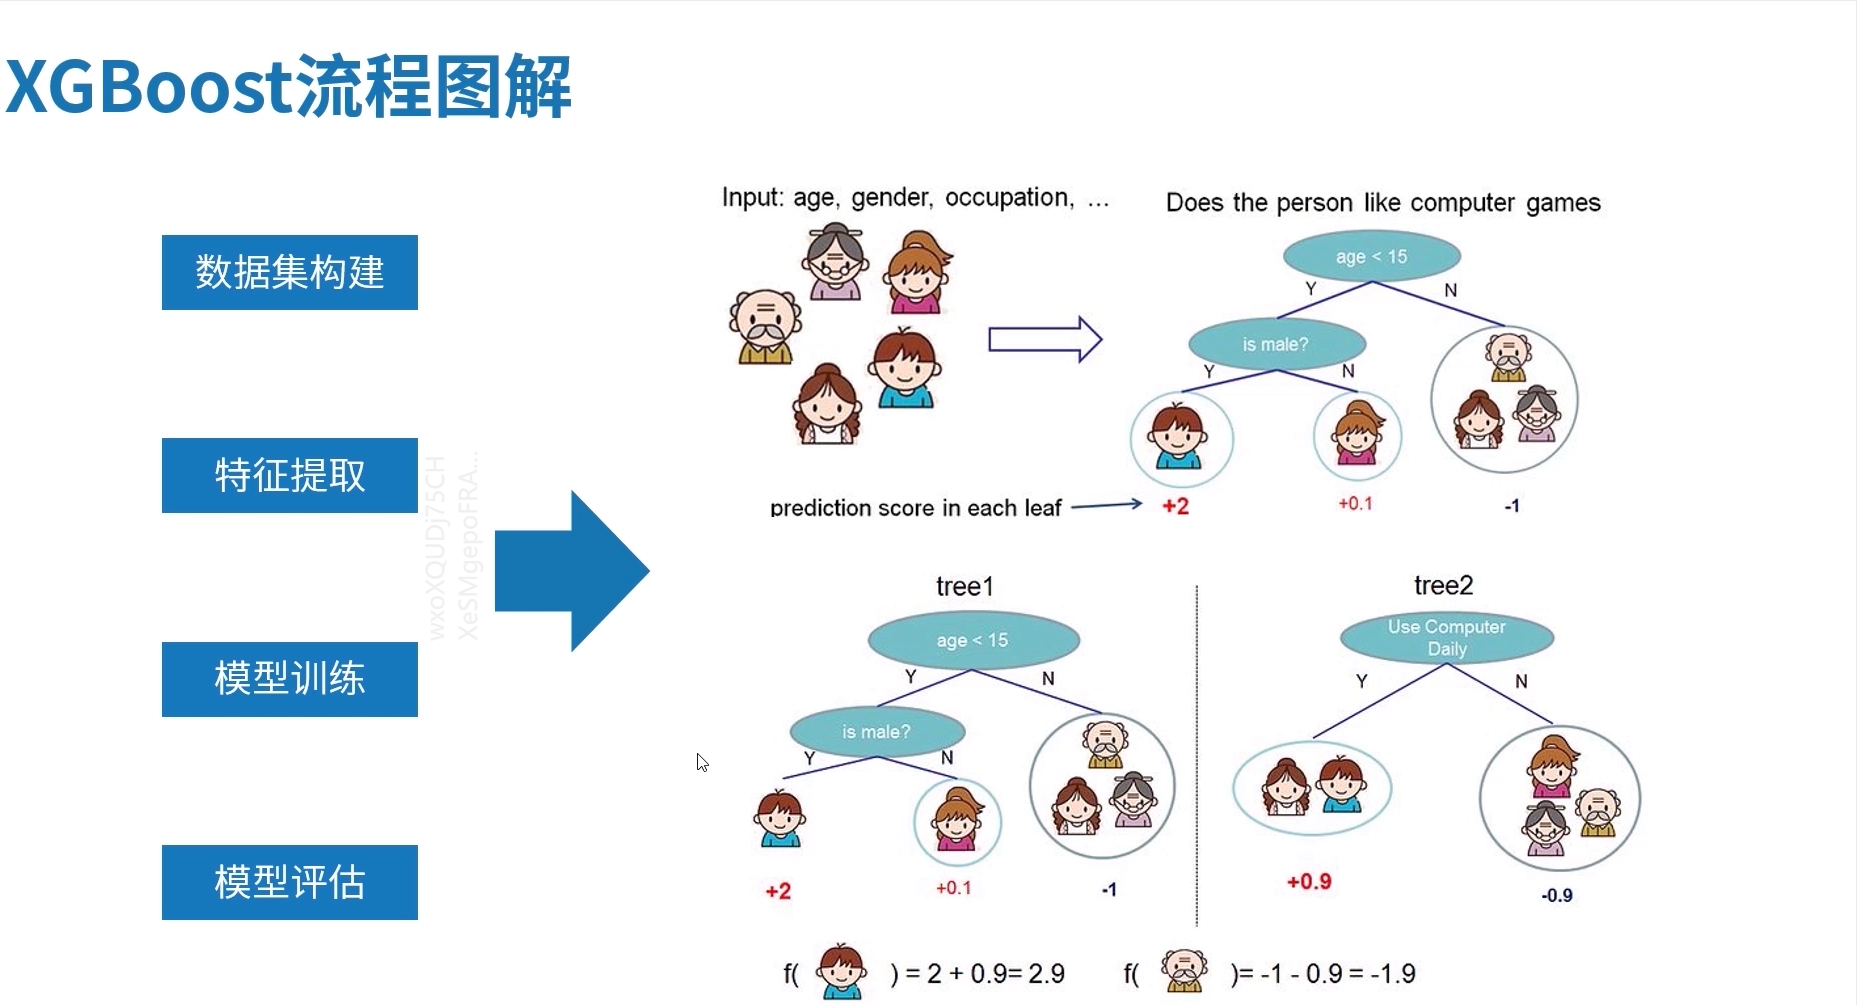 XGBoost流程图解
数据集构建
特征提取
模型训练
模型评估
wxoXQUDj75CH
XeSMgepoFRA...
Input: age, gender, occupation, ...
Does the person like computer games
age < 15
Y
N
is male?
Y
N
prediction score in each leaf
+2
+0.1
-1
tree1
age < 15
Y
N
is male?
Y
N
+2
+0.1
-1
tree2
Use Computer
Daily
Y
N
+0.9
-0.9
f( ) = 2 + 0.9= 2.9
f( )= -1 - 0.9 = -1.9